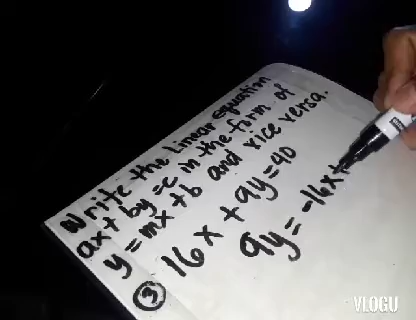 Write the linear equation
ax + by = c in the form of
y = mx + b and vice versa.
③ 16x + 9y = 90
9y = -16x +
VLOGU